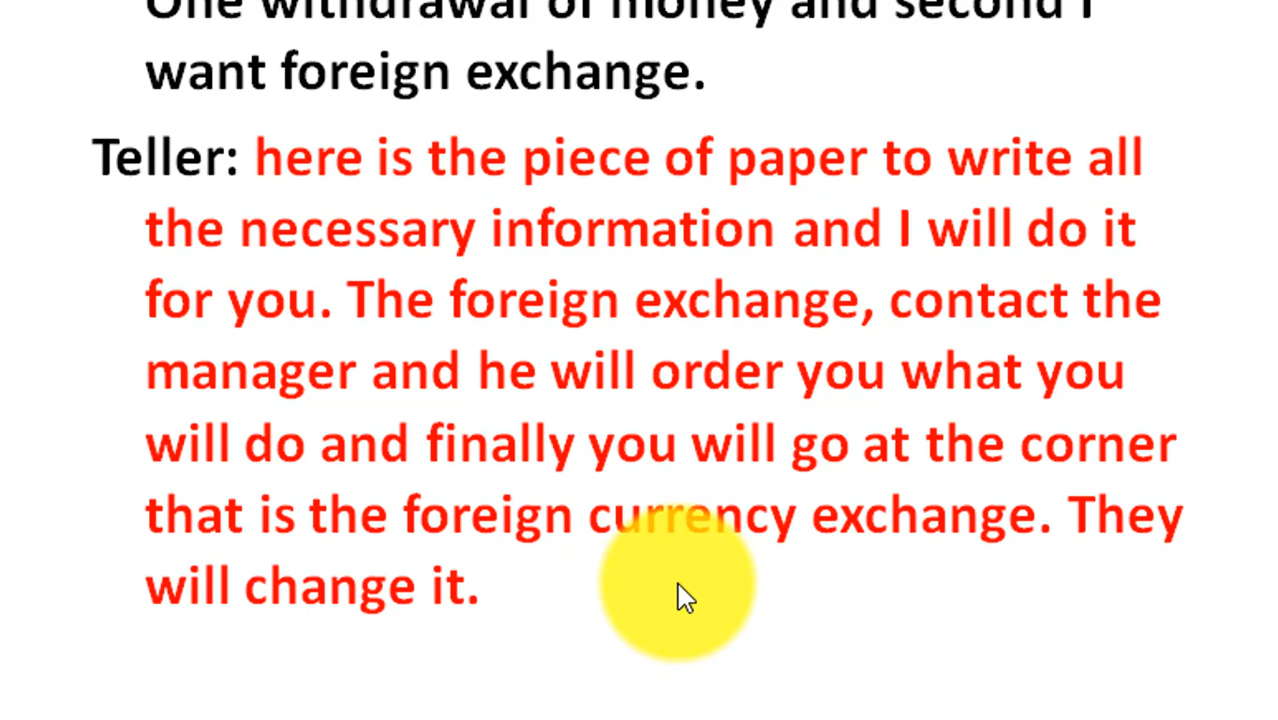 One withdrawal of money and second I
want foreign exchange.
Teller: here is the piece of paper to write all
the necessary information and I will do it
for you. The foreign exchange, contact the
manager and he will order you what you
will do and finally you will go at the corner
that is the foreign currency exchange. They
will change it.